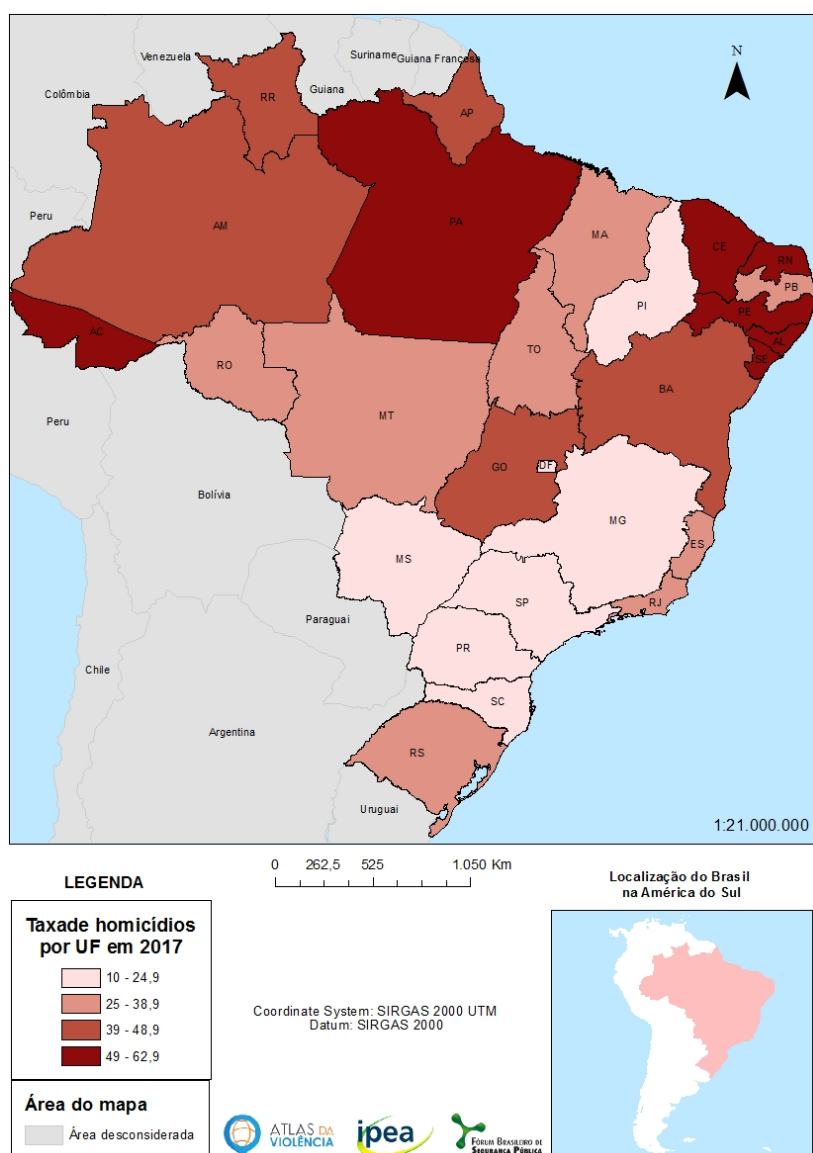 Venezuela
Suriname
Guiana Francesa
Colômbia
Guiana
N
RR
AP
Peru
AM
PA
MA
CE
RN
PB
PI
PE
AL
SE
AC
RO
TO
BA
MT
Peru
GO
DF
Bolívia
MG
ES
MS
SP
RJ
Paraguai
PR
Chile
SC
Argentina
RS
Uruguai
1:21.000.000
0 262,5 525 1.050 Km
LEGENDA
Localização do Brasil
na América do Sul
Taxade homicídios
por UF em 2017
10 - 24,9
25 - 38,9
39 - 48,9
49 - 62,9
Coordinate System: SIRGAS 2000 UTM
Datum: SIRGAS 2000
Área do mapa
Área desconsiderada
ATLAS DA
VIOLÊNCIA
ipea
FÓRUM BRASILEIRO DE
SEGURANÇA PÚBLICA